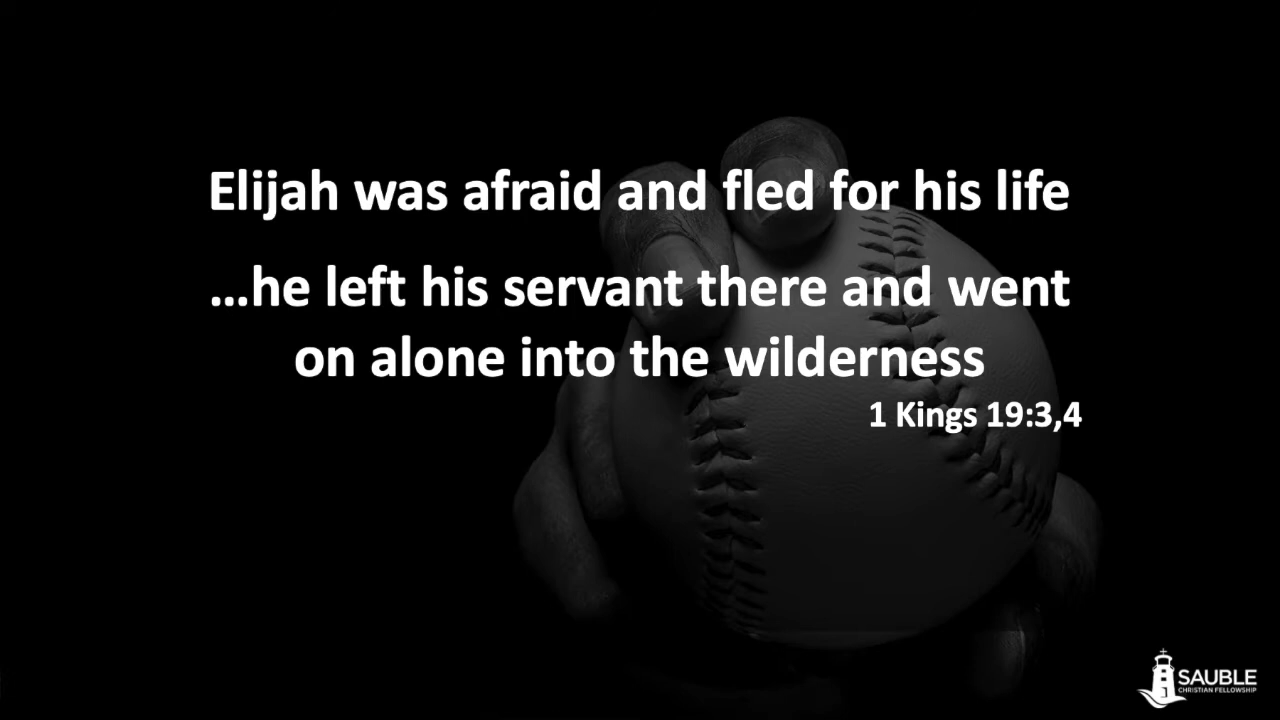 Elijah was afraid and fled for his life
...he left his servant there and went
on alone into the wilderness
1 Kings 19:3,4
SAUBLE
CHRISTIAN FELLOWSHIP